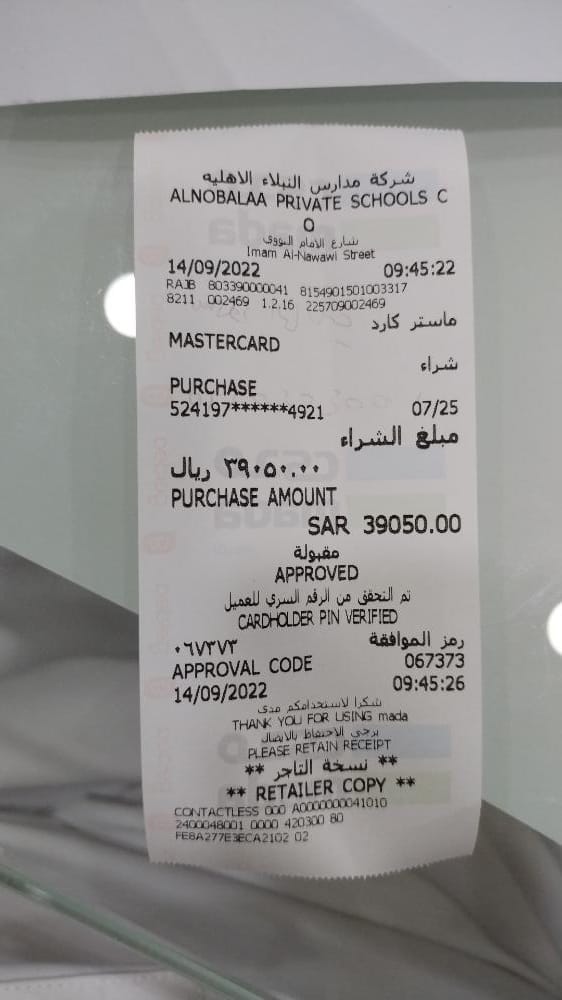 شركة مدارس النبلاء الاهليه
ALNOBALAA PRIVATE SCHOOLS C
O
شارع الامام النووي
Imam Al-Nawawi Street
14/09/2022 09:45:22
RAJB 803390000041 8154901501003317
8211 002469 1.2.16 225709002469
ماستر كارد
MASTERCARD
شراء
PURCHASE
524197******4921 07/25
مبلغ الشراء
٣٩٠٥٠.٠٠ ريال
PURCHASE AMOUNT
SAR 39050.00
مقبولة
APPROVED
تم التحقق من الرقم السري للعميل
CARDHOLDER PIN VERIFIED
رمز الموافقة
٠٦٧٣٧٣
APPROVAL CODE 067373
14/09/2022 09:45:26
شكرا لاستخدامكم مدى
THANK YOU FOR USING mada
يرجى الاحتفاظ بالايصال
PLEASE RETAIN RECEIPT
** نسخة التاجر **
** RETAILER COPY **
CONTACTLESS 000 A0000000041010
2400048001 0000 420300 80
FE8A277E3ECA2102 02